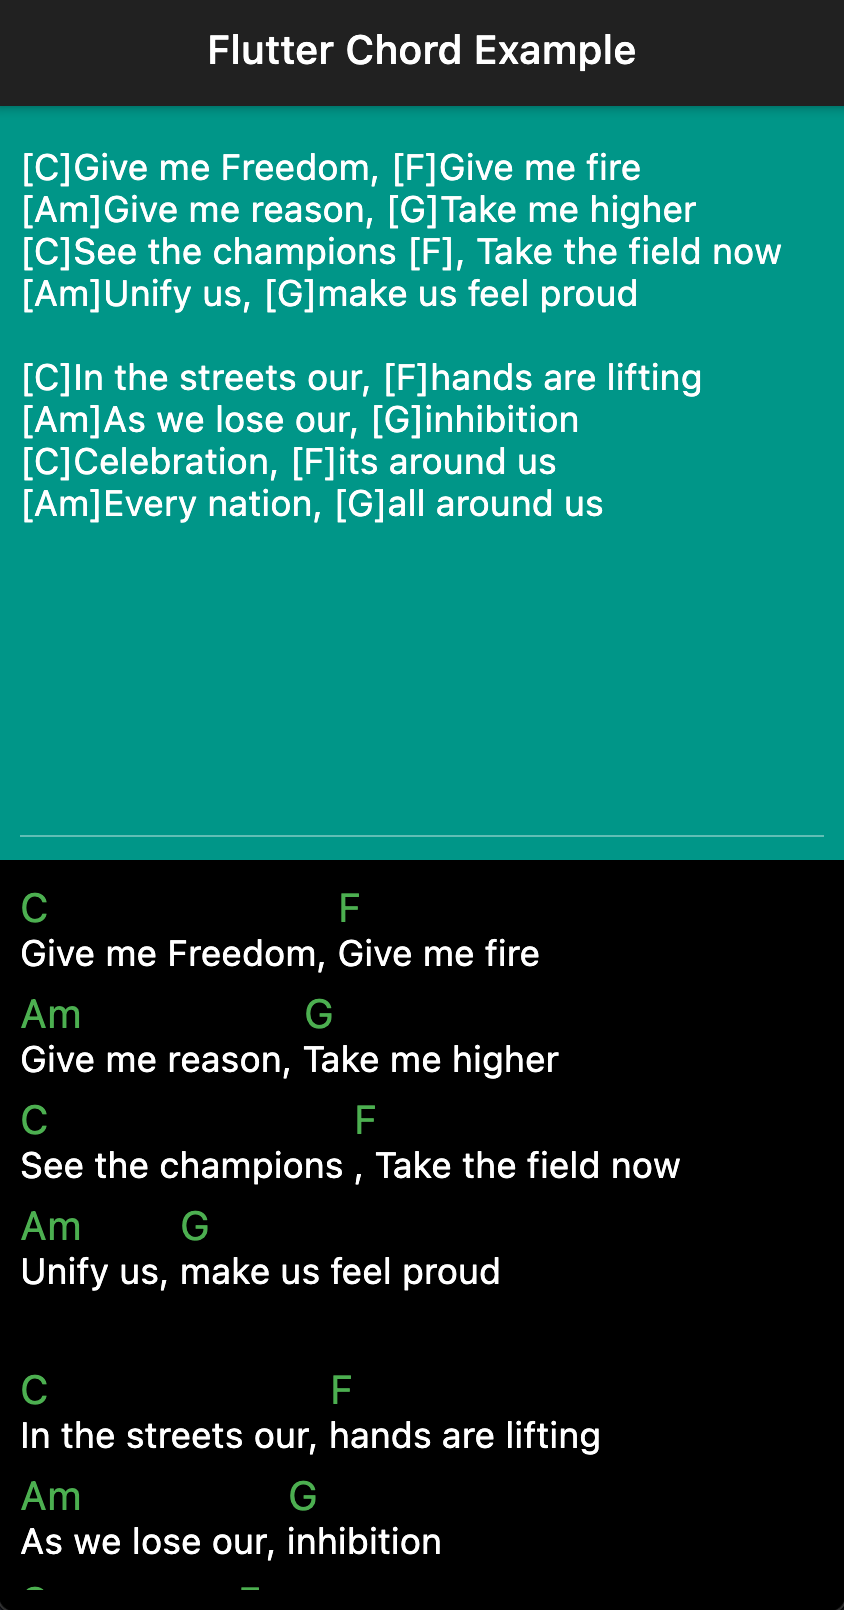 Flutter Chord Example
[C]Give me Freedom, [F]Give me fire
[Am]Give me reason, [G]Take me higher
[C]See the champions [F], Take the field now
[Am]Unify us, [G]make us feel proud
[C]In the streets our, [F]hands are lifting
[Am]As we lose our, [G]inhibition
[C]Celebration, [F]its around us
[Am]Every nation, [G]all around us
C F
Give me Freedom, Give me fire
Am G
Give me reason, Take me higher
C F
See the champions , Take the field now
Am G
Unify us, make us feel proud
C F
In the streets our, hands are lifting
Am G
As we lose our, inhibition